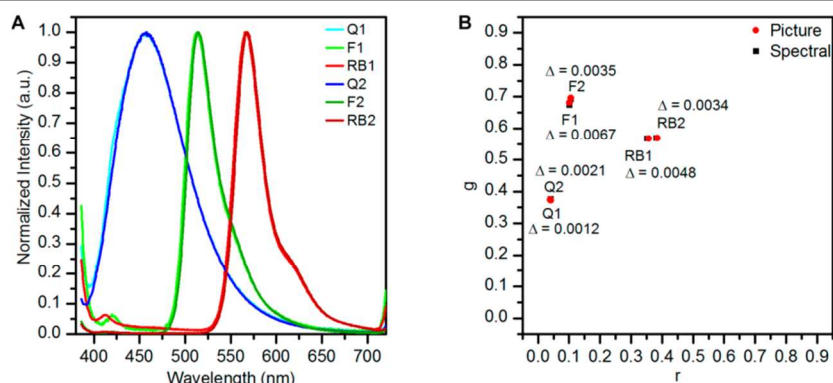 A
Q1
F1
RB1
Q2
F2
RB2
1.0
0.9
0.8
0.7
0.6
0.5
0.4
0.3
0.2
0.1
0.0
Normalized Intensity (a.u.)
400 450 500 550 600 650 700
Wavelength (nm)
B
Picture
Spectral
g
0.9
0.8
0.7
0.6
0.5
0.4
0.3
0.2
0.1
0.0
Δ = 0.0035
F2
F1
Δ = 0.0067
Δ = 0.0034
RB2
RB1
Δ = 0.0048
Δ = 0.0021
Q2
Q1
Δ = 0.0012
0.0 0.1 0.2 0.3 0.4 0.5 0.6 0.7 0.8 0.9
r